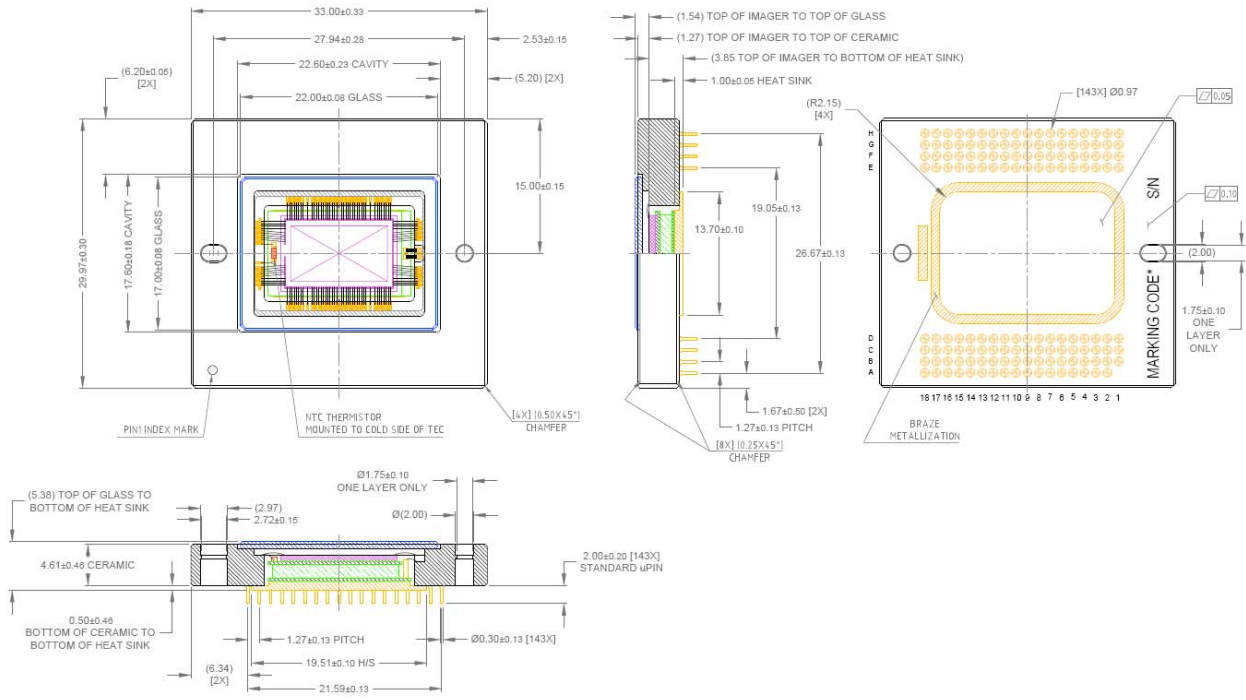 33.00±0.33
27.94±0.28
2.53±0.15
(6.20±0.05)
[2X]
22.60±0.23 CAVITY
(5.20) [2X]
22.00±0.08 GLASS
29.97±0.30
17.60±0.18 CAVITY
17.00±0.08 GLASS
15.00±0.15
PIN1 INDEX MARK
NTC THERMISTOR
MOUNTED TO COLD SIDE OF TEC
[4X] (0.50X45°)
CHAMFER
(1.54) TOP OF IMAGER TO TOP OF GLASS
(1.27) TOP OF IMAGER TO TOP OF CERAMIC
(3.85 TOP OF IMAGER TO BOTTOM OF HEAT SINK)
1.00±0.05 HEAT SINK
19.05±0.13
13.70±0.10
26.67±0.13
1.67±0.50 [2X]
1.27±0.13 PITCH
[8X] (0.25X45°)
CHAMFER
(R2.15)
[4X]
[143X] Ø0.97
0.05
H
G
F
E
S/N
0.10
(2.00)
MARKING CODE*
1.75±0.10
ONE
LAYER
ONLY
D
C
B
A
18 17 16 15 14 13 12 11 10 9 8 7 6 5 4 3 2 1
BRAZE
METALLIZATION
Ø1.75±0.10
ONE LAYER ONLY
(5.38) TOP OF GLASS TO
BOTTOM OF HEAT SINK
(2.97)
2.72±0.15
Ø(2.00)
4.61±0.46 CERAMIC
2.00±0.20 [143X]
STANDARD uPIN
0.50±0.46
BOTTOM OF CERAMIC TO
BOTTOM OF HEAT SINK
1.27±0.13 PITCH
Ø0.30±0.13 [143X]
(6.34)
[2X]
19.51±0.10 H/S
21.59±0.13